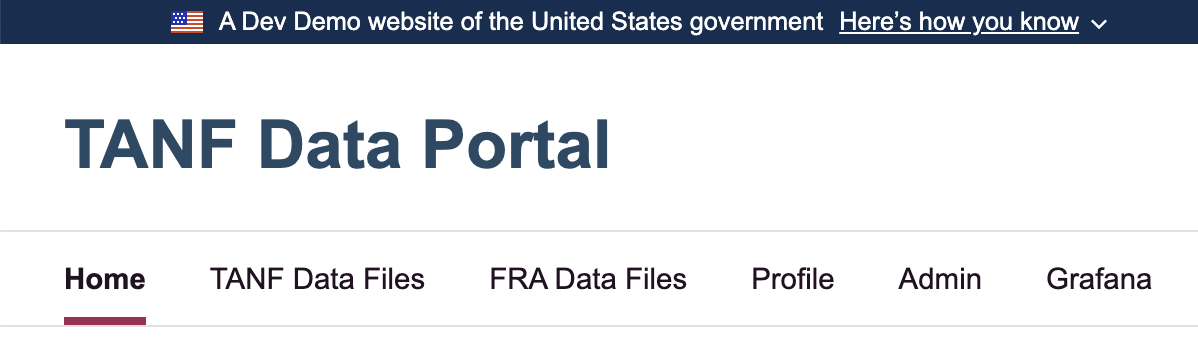 A Dev Demo website of the United States government Here’s how you know
TANF Data Portal
Home TANF Data Files FRA Data Files Profile Admin Grafana